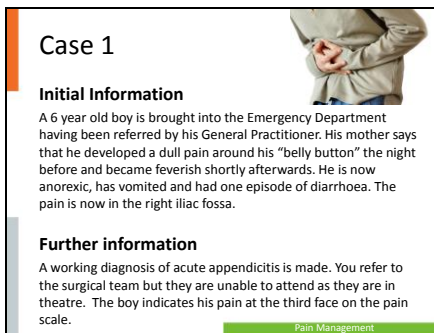 Case 1
Initial Information
A 6 year old boy is brought into the Emergency Department
having been referred by his General Practitioner. His mother says
that he developed a dull pain around his “belly button” the night
before and became feverish shortly afterwards. He is now
anorexic, has vomited and had one episode of diarrhoea. The
pain is now in the right iliac fossa.
Further information
A working diagnosis of acute appendicitis is made. You refer to
the surgical team but they are unable to attend as they are in
theatre.  The boy indicates his pain at the third face on the pain
scale.
Pain Management